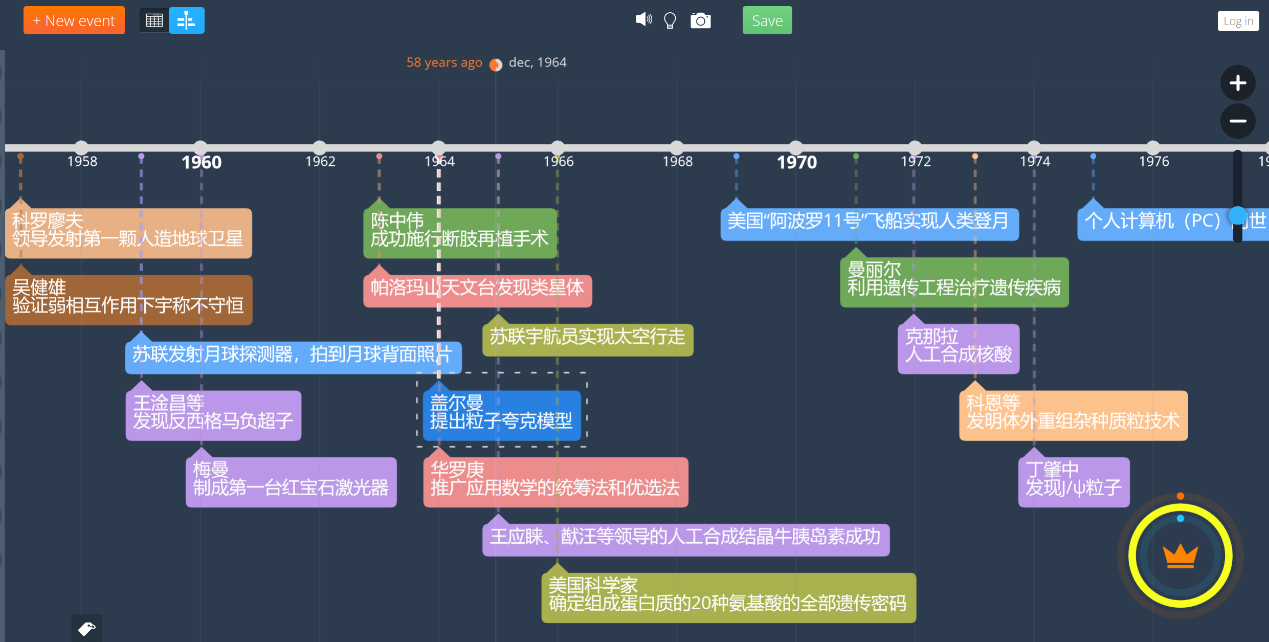 + New event
Save
Log in
58 years ago
dec, 1964
1958
1960
1962
1964
1966
1968
1970
1972
1974
1976
科罗廖夫
领导发射第一颗人造地球卫星
陈中伟
成功施行断肢再植手术
美国“阿波罗11号”飞船实现人类登月
个人计算机（PC）问世
吴健雄
验证弱相互作用下宇称不守恒
帕洛玛山天文台发现类星体
曼丽尔
利用遗传工程治疗遗传疾病
苏联宇航员实现太空行走
克那拉
人工合成核酸
苏联发射月球探测器，拍到月球背面照片
王淦昌等
发现反西格马负超子
盖尔曼
提出粒子夸克模型
科恩等
发明体外重组杂种质粒技术
梅曼
制成第一台红宝石激光器
华罗庚
推广应用数学的统筹法和优选法
丁肇中
发现J/ψ粒子
王应睐、猷汪等领导的人工合成结晶牛胰岛素成功
美国科学家
确定组成蛋白质的20种氨基酸的全部遗传密码